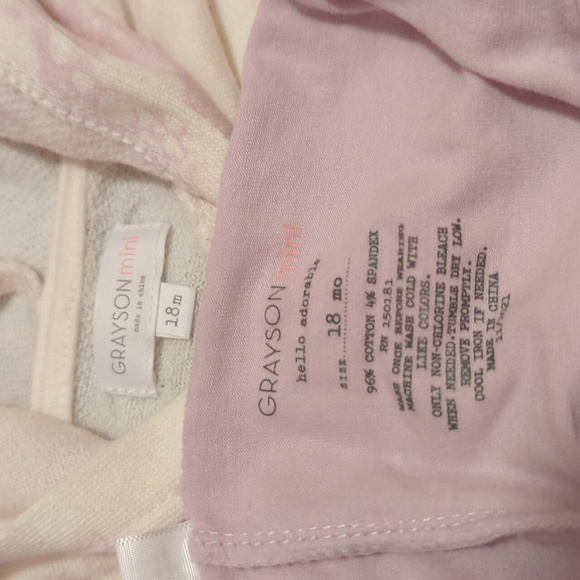 GRAYSON mini
made in china
18m
GRAYSON mini
hello adorable
SIZE 18 mo
96% COTTON 4% SPANDEX
RN 150181
WASH ONCE BEFORE WEARING
MACHINE WASH COLD WITH
LIKE COLORS.
ONLY NON-CHLORINE BLEACH
WHEN NEEDED.TUMBLE DRY LOW.
REMOVE PROMPTLY.
COOL IRON IF NEEDED.
MADE IN CHINA